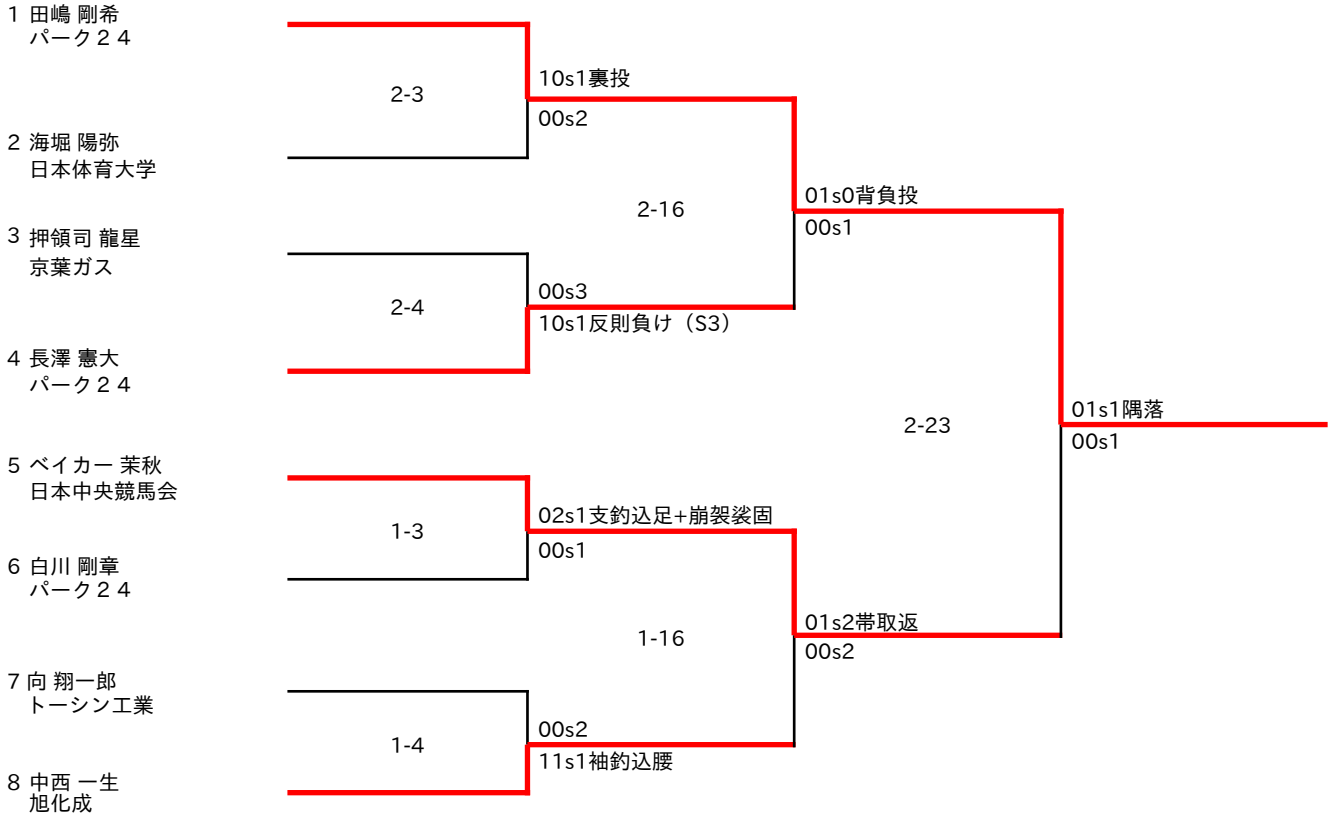 1 田嶋 剛希
パーク２４
2-3
10s1裏投
00s2
2 海堀 陽弥
日本体育大学
2-16
01s0背負投
00s1
3 押領司 龍星
京葉ガス
2-4
00s3
10s1反則負け（S3）
4 長澤 憲大
パーク２４
2-23
01s1隅落
00s1
5 ベイカー 茉秋
日本中央競馬会
1-3
02s1支釣込足+崩袈裟固
00s1
6 白川 剛章
パーク２４
1-16
01s2帯取返
00s2
7 向 翔一郎
トーシン工業
1-4
00s2
11s1袖釣込腰
8 中西 一生
旭化成